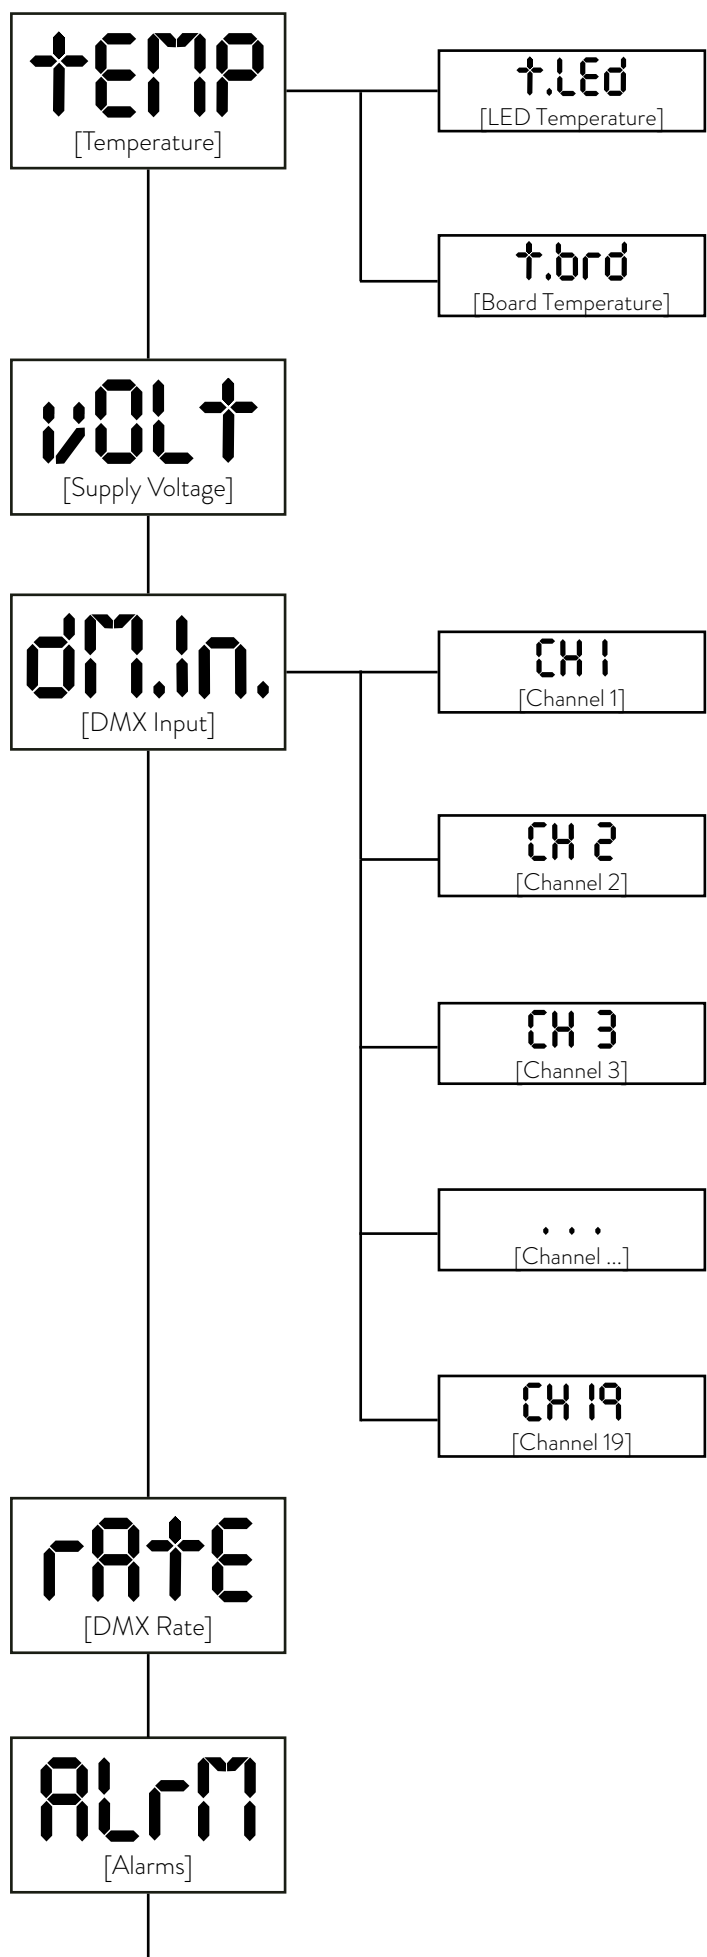 tEMP
[Temperature]
t.LEd
[LED Temperature]
t.brd
[Board Temperature]
vOLt
[Supply Voltage]
dM.In.
[DMX Input]
CH 1
[Channel 1]
CH 2
[Channel 2]
CH 3
[Channel 3]
...
[Channel ...]
CH 19
[Channel 19]
rAtE
[DMX Rate]
ALrM
[Alarms]